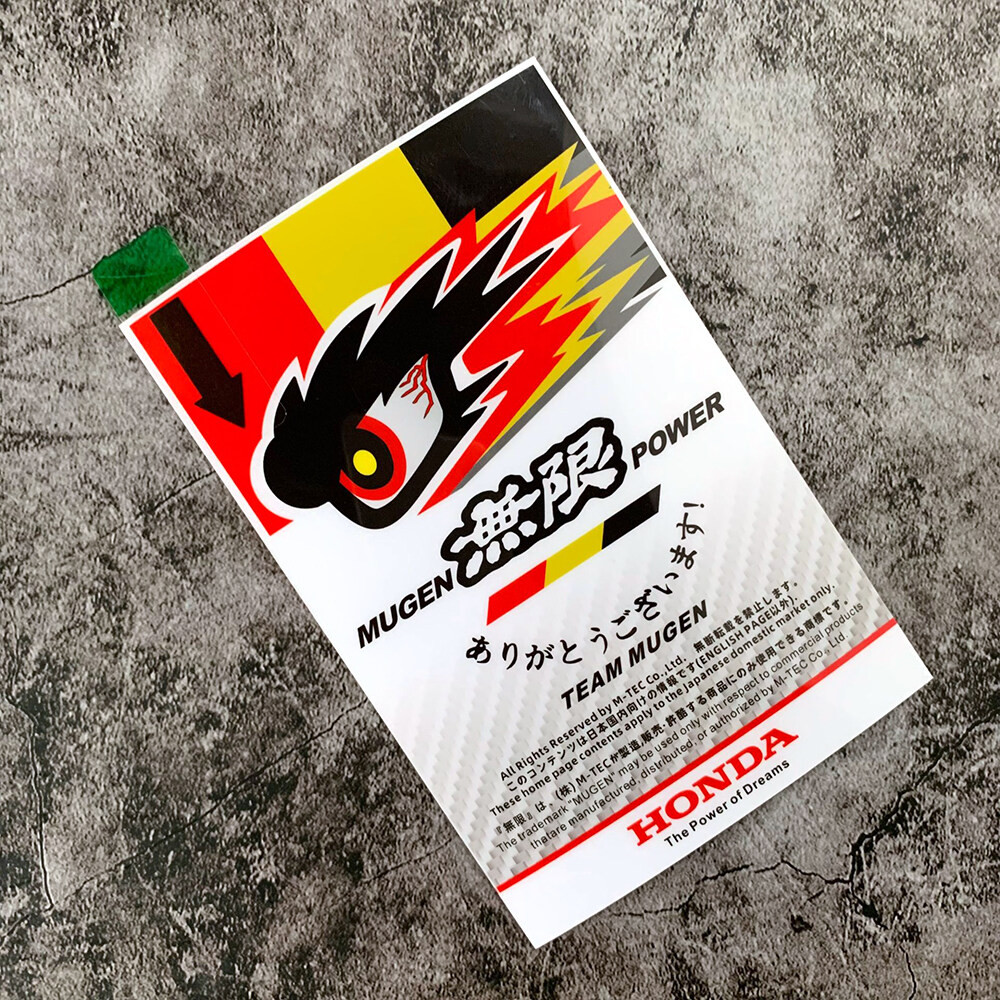 MUGEN 無限 POWER
ありがとうございます!
TEAM MUGEN
All Rights Reserved by M-TEC Co., Ltd. 無断転載を禁止します。
このコンテンツは日本国内向けの情報です(ENGLISH PAGE以外).
These home page contents apply to the Japanese domestic market only.
『無限』は、(株)M-TECが製造,販売,許諾する商品にのみ使用できる商標です。
The trademark "MUGEN" may be used only with respect to commercial products
thatare manufactured, distributed, or authorized by M-TEC Co., Ltd.
HONDA
The Power of Dreams